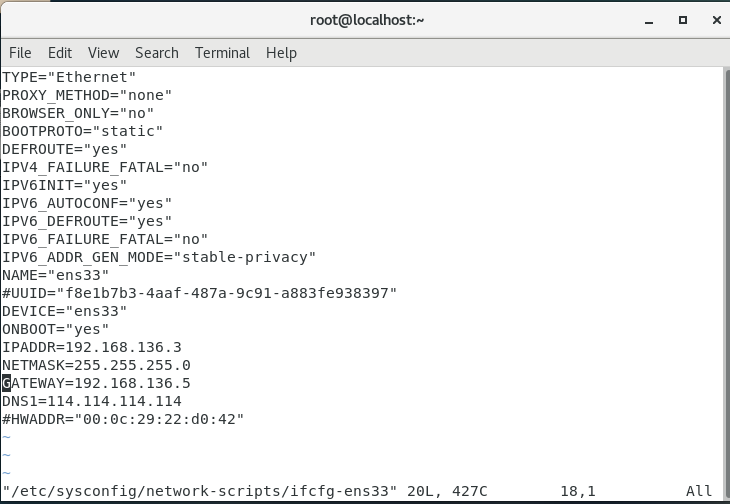 root@localhost:~
File Edit View Search Terminal Help
TYPE="Ethernet"
PROXY_METHOD="none"
BROWSER_ONLY="no"
BOOTPROTO="static"
DEFROUTE="yes"
IPV4_FAILURE_FATAL="no"
IPV6INIT="yes"
IPV6_AUTOCONF="yes"
IPV6_DEFROUTE="yes"
IPV6_FAILURE_FATAL="no"
IPV6_ADDR_GEN_MODE="stable-privacy"
NAME="ens33"
#UUID="f8e1b7b3-4aaf-487a-9c91-a883fe938397"
DEVICE="ens33"
ONBOOT="yes"
IPADDR=192.168.136.3
NETMASK=255.255.255.0
GATEWAY=192.168.136.5
DNS1=114.114.114.114
#HWADDR="00:0c:29:22:d0:42"
~
~
~
"/etc/sysconfig/network-scripts/ifcfg-ens33" 20L, 427C 18,1 All